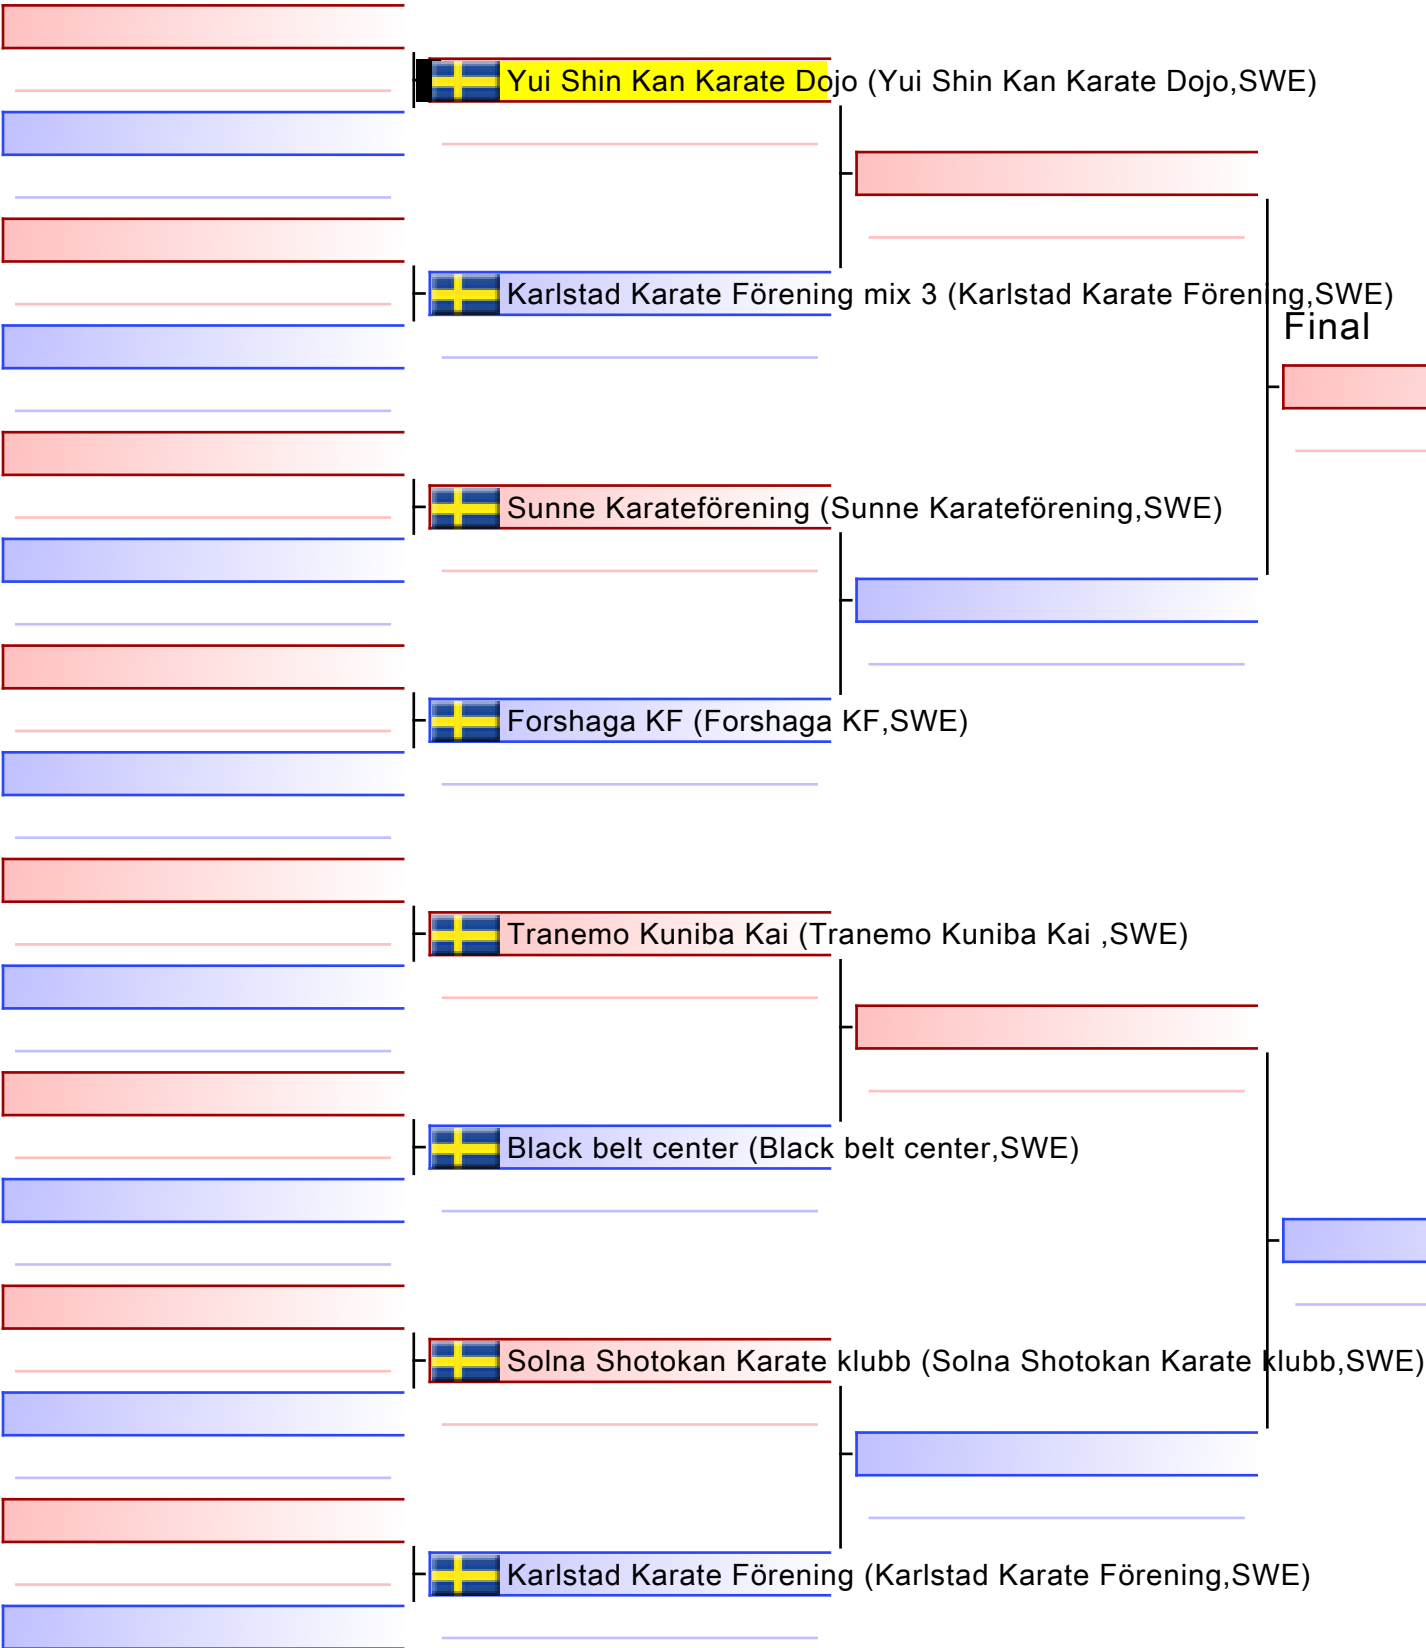 Yui Shin Kan Karate Dojo (Yui Shin Kan Karate Dojo,SWE)
Karlstad Karate Förening mix 3 (Karlstad Karate Förening,SWE)
Final
Sunne Karateförening (Sunne Karateförening,SWE)
Forshaga KF (Forshaga KF,SWE)
Tranemo Kuniba Kai (Tranemo Kuniba Kai ,SWE)
Black belt center (Black belt center,SWE)
Solna Shotokan Karate klubb (Solna Shotokan Karate klubb,SWE)
Karlstad Karate Förening (Karlstad Karate Förening,SWE)